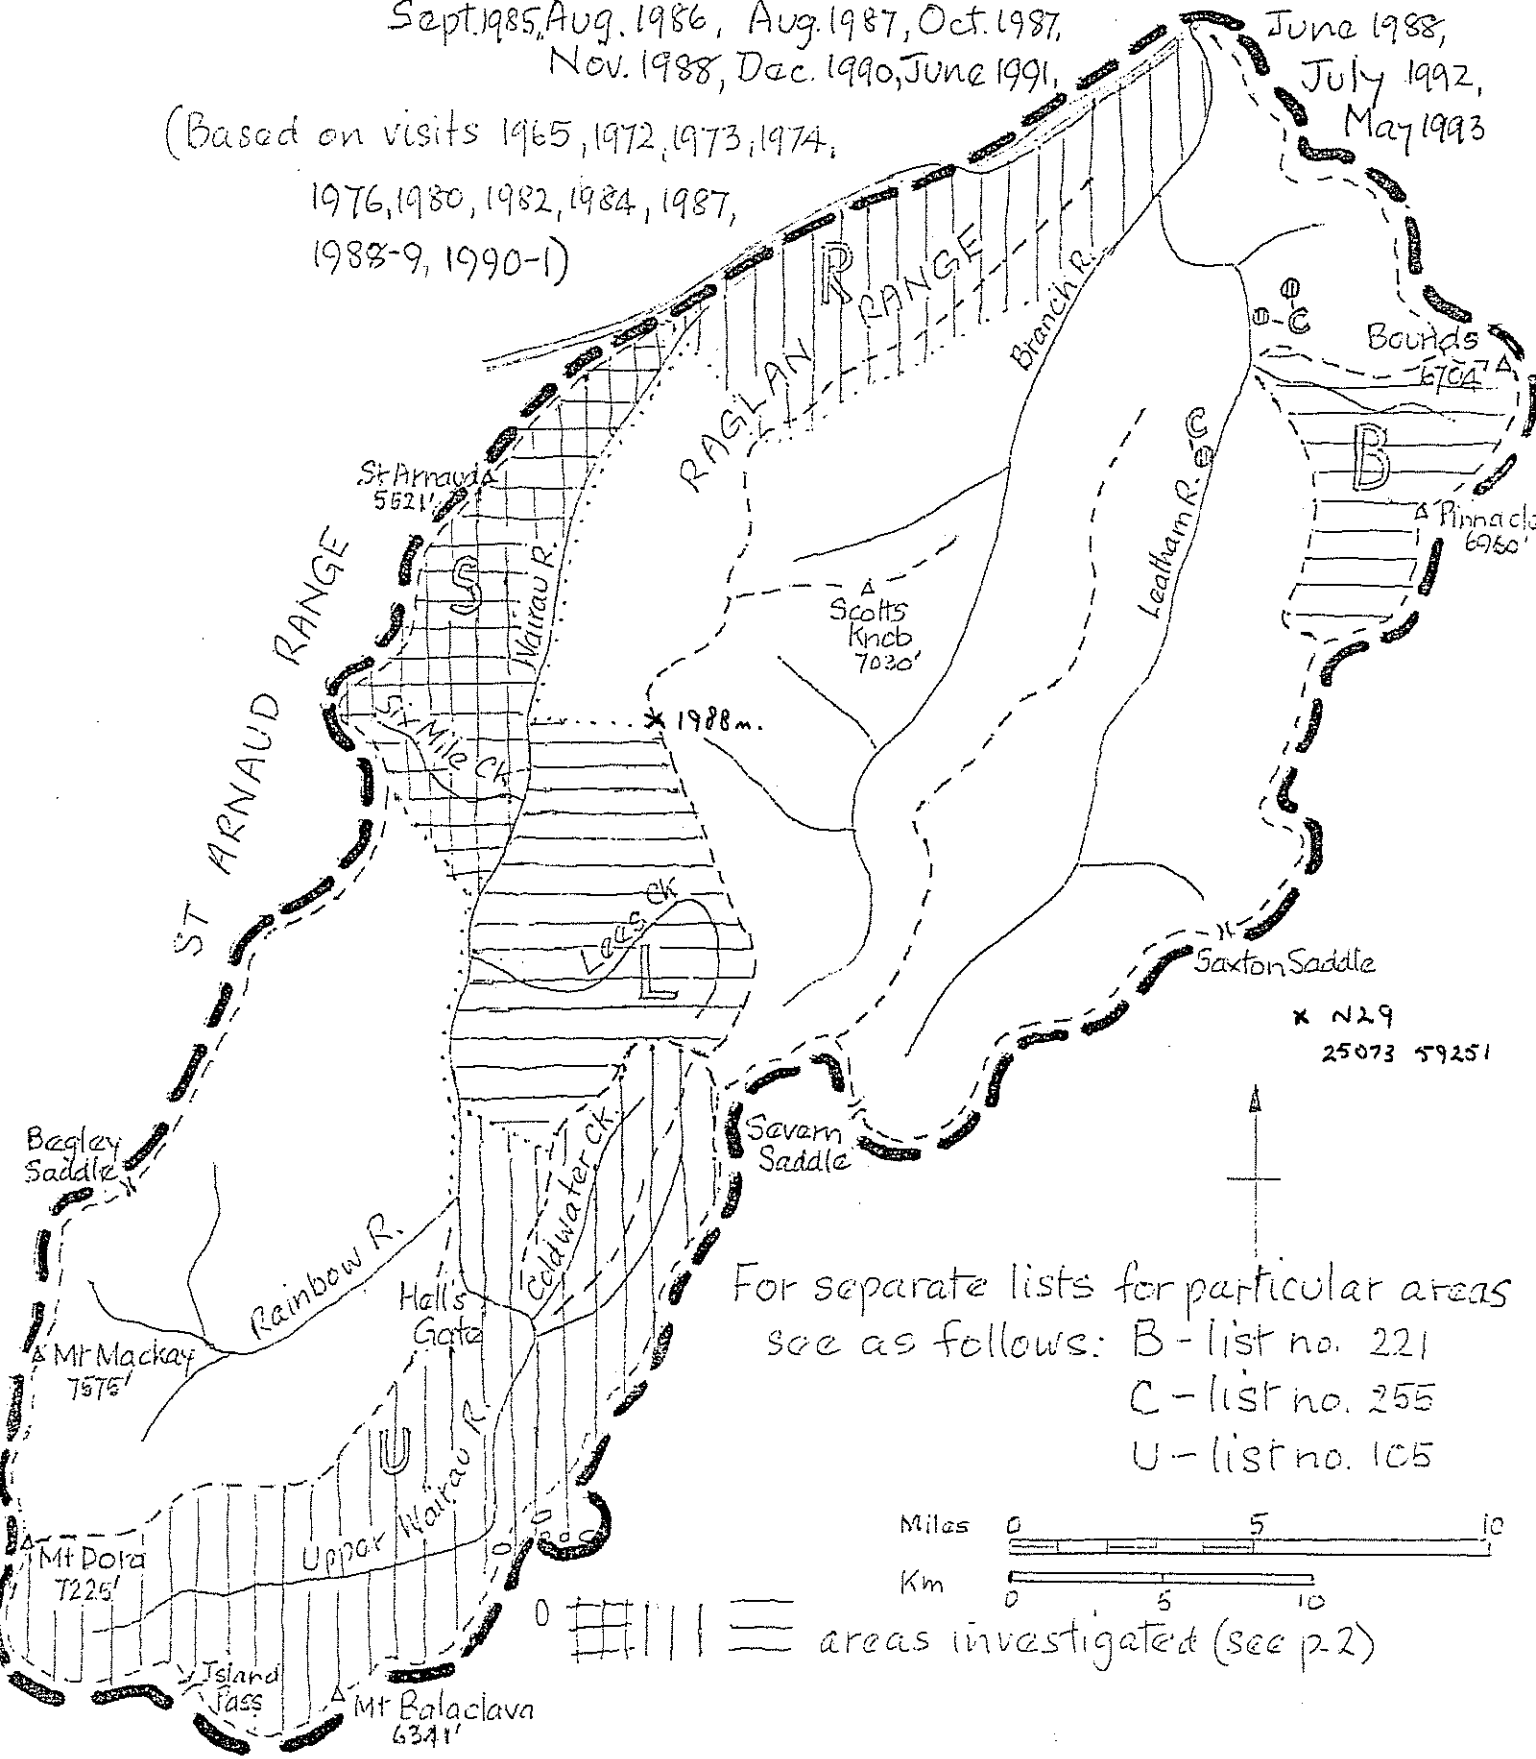 Sept.1985, Aug. 1986, Aug. 1987, Oct. 1987,
Nov. 1988, Dec. 1990, June 1991,
June 1988,
July 1992,
May 1993
(Based on visits 1965, 1972, 1973, 1974,
1976, 1980, 1982, 1984, 1987,
1988-9, 1990-1)
R
RAGLAN RANGE
Branch R.
C
Bounds
6704'
C
B
Pinnacle
St Arnaud
5521'
S
Wairau R.
Leatham R.
Scotts
Knob
7030'
ST ARNAUD RANGE
Six Mile Ck
x 1988m.
Lees Ck
L
Saxton Saddle
x N29
25073 59251
Begley
Saddle
Severn
Saddle
Coldwater Ck.
Rainbow R.
Hell's
Gate
For separate lists for particular areas
see as follows: B - list no. 221
C - list no. 255
U - list no. 105
Mt Mackay
7575'
U
Upper Wairau R.
Mt Dora
7225'
Miles 0 5 10
Km
0 5 10
areas investigated (see p.2)
Island
Pass
Mt Balaclava
6341'